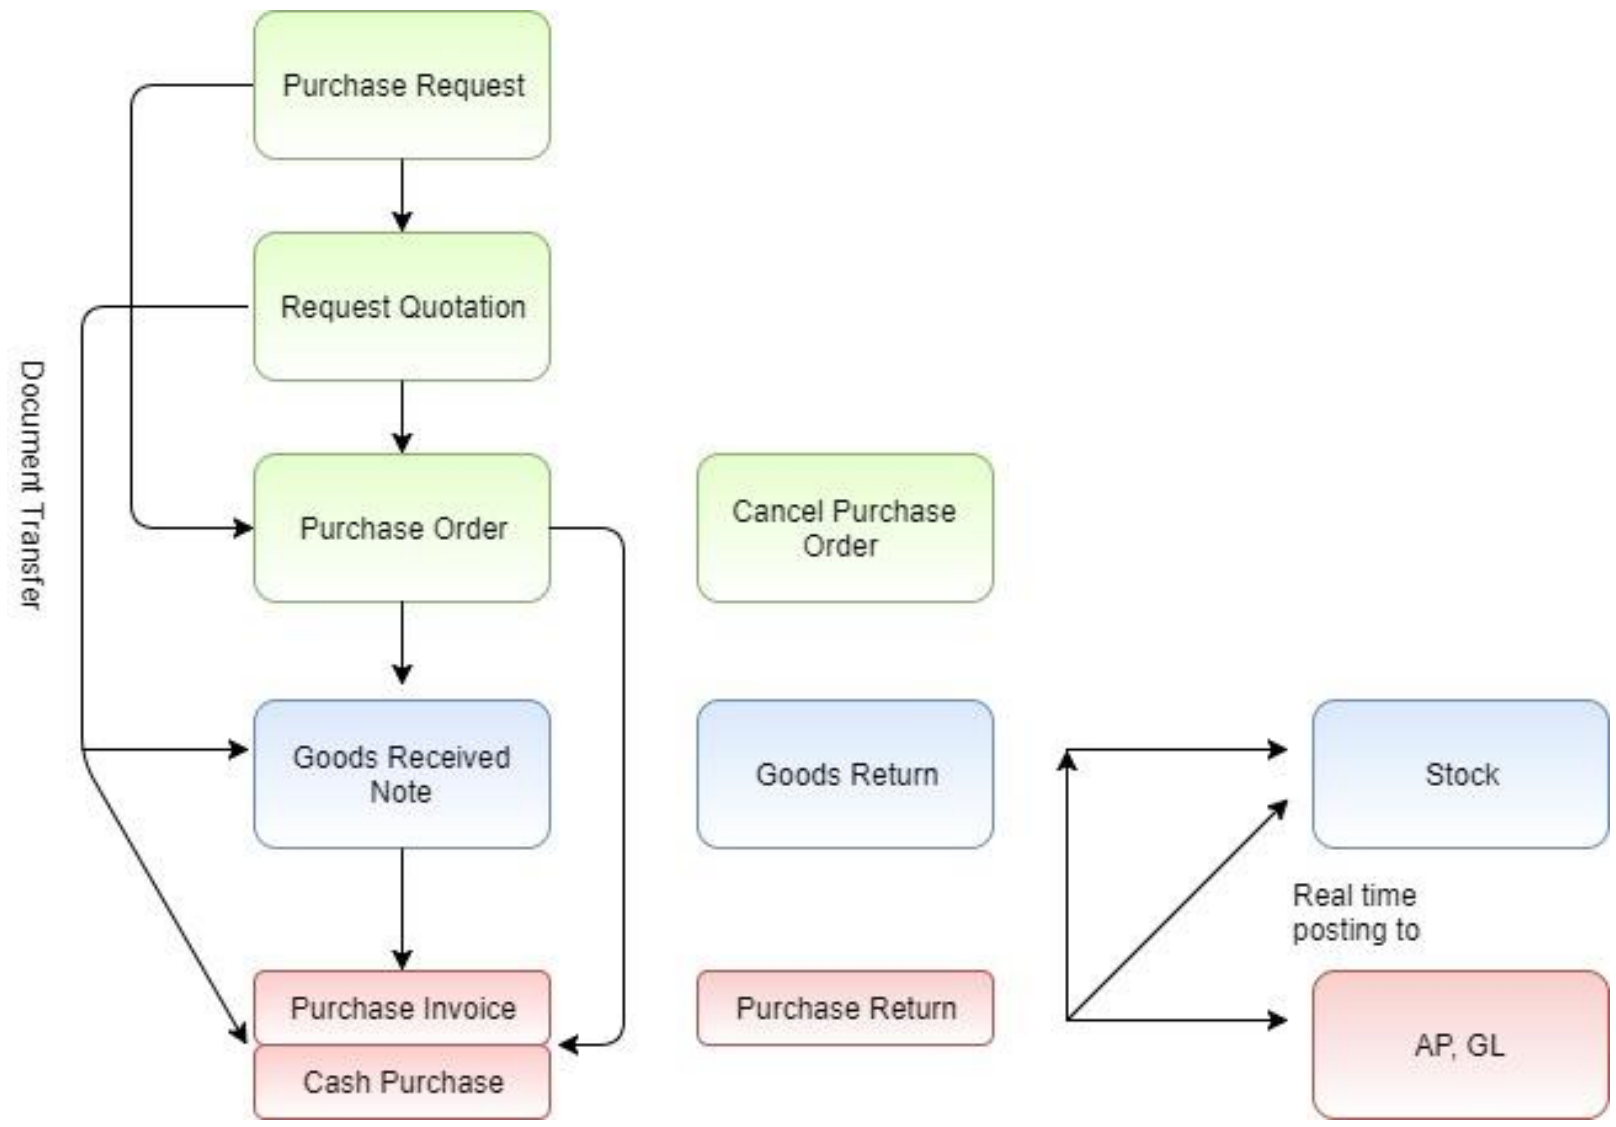 Purchase Request
Request Quotation
Document Transfer
Purchase Order
Cancel Purchase
Order
Goods Received
Note
Goods Return
Stock
Real time
posting to
Purchase Invoice
Purchase Return
AP, GL
Cash Purchase